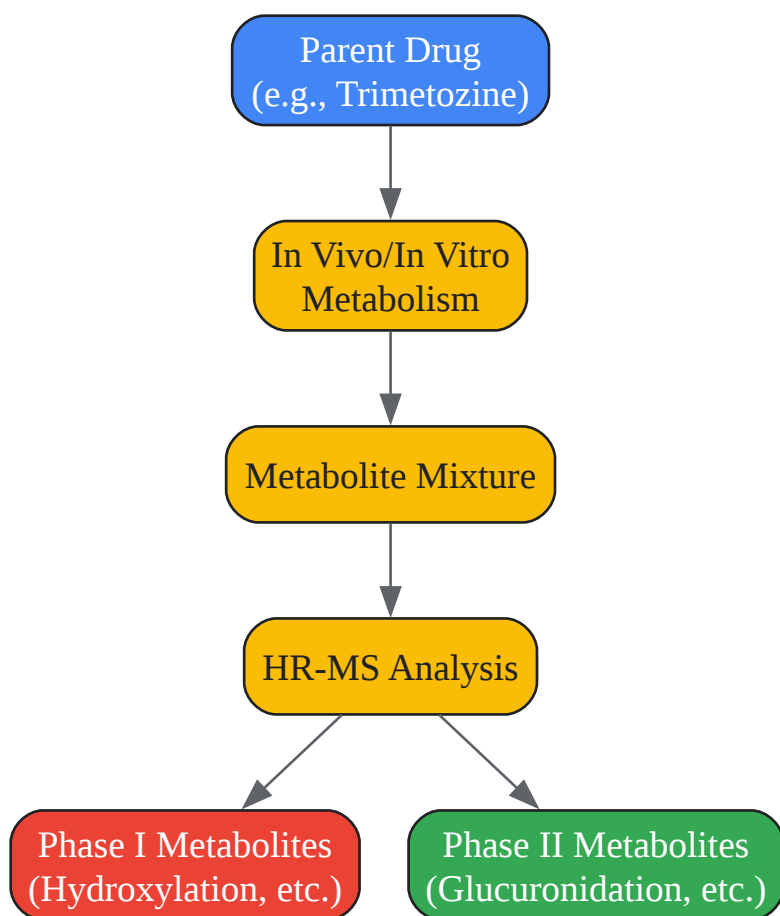 Parent Drug
(e.g., Trimetozine)
In Vivo/In Vitro
Metabolism
Metabolite Mixture
HR-MS Analysis
Phase I Metabolites
(Hydroxylation, etc.)
Phase II Metabolites
(Glucuronidation, etc.)